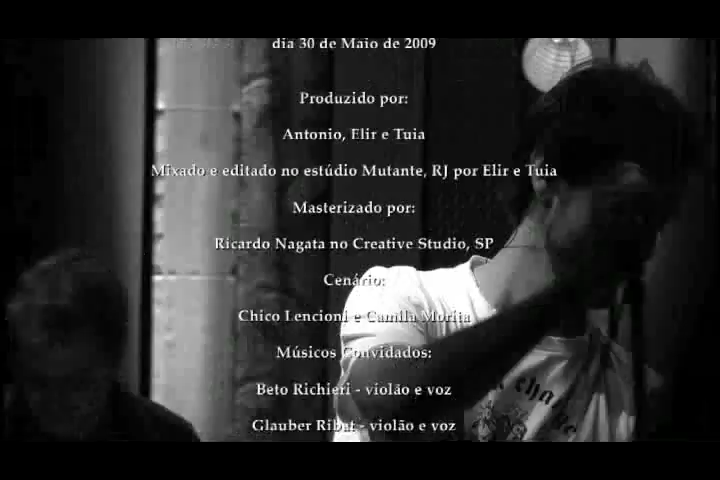 dia 30 de Maio de 2009
Produzido por:
Antonio, Elir e Tuia
Mixado e editado no estúdio Mutante, RJ por Elir e Tuia
Masterizado por:
Ricardo Nagata no Creative Studio, SP
Cenário:
Chico Lencioni e Camila Morita
Músicos Convidados:
Beto Richieri - violão e voz
Glauber Ribat - violão e voz
chan